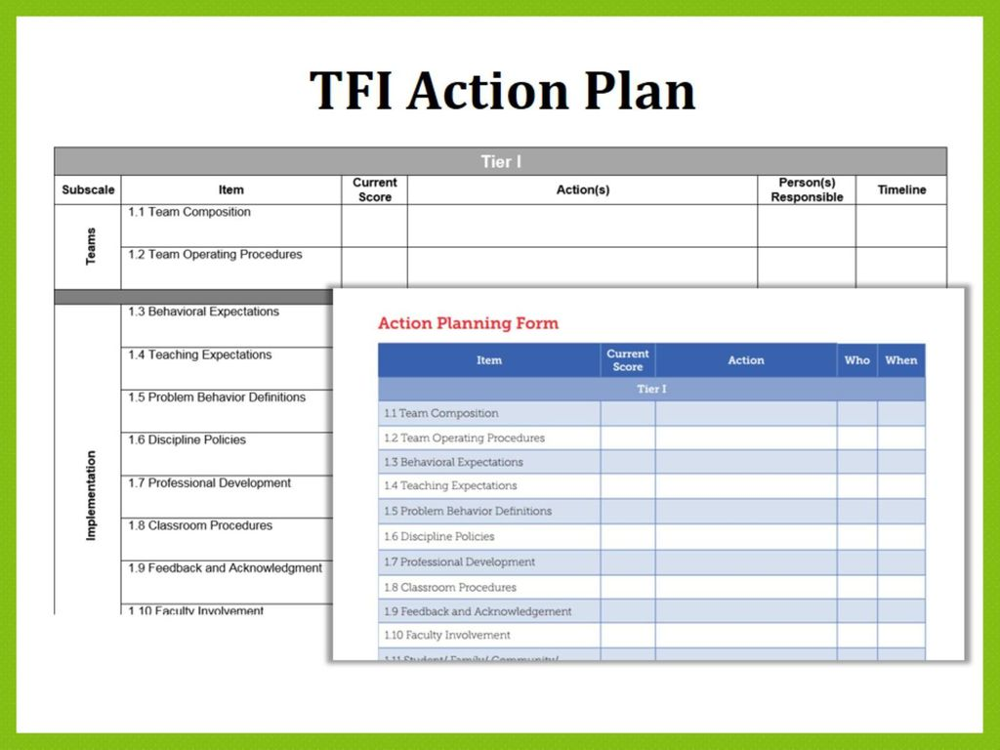 TFI Action Plan
Tier I
Subscale Item Current Score Action(s) Person(s) Responsible Timeline
Teams
1.1 Team Composition
1.2 Team Operating Procedures
Implementation
1.3 Behavioral Expectations
1.4 Teaching Expectations
1.5 Problem Behavior Definitions
1.6 Discipline Policies
1.7 Professional Development
1.8 Classroom Procedures
1.9 Feedback and Acknowledgment
1.10 Faculty Involvement
Action Planning Form
Item Current Score Action Who When
Tier I
1.1 Team Composition
1.2 Team Operating Procedures
1.3 Behavioral Expectations
1.4 Teaching Expectations
1.5 Problem Behavior Definitions
1.6 Discipline Policies
1.7 Professional Development
1.8 Classroom Procedures
1.9 Feedback and Acknowledgement
1.10 Faculty Involvement
1.11 Student/ Family/ Community/